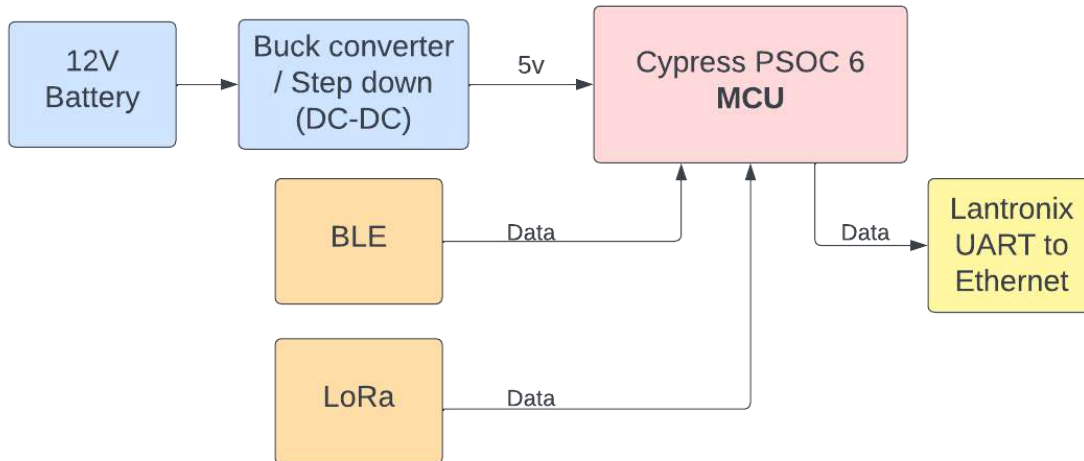 12V
Battery
Buck converter
/ Step down
(DC-DC)
5v
Cypress PSOC 6
MCU
BLE
Data
Data
Lantronix
UART to
Ethernet
LoRa
Data